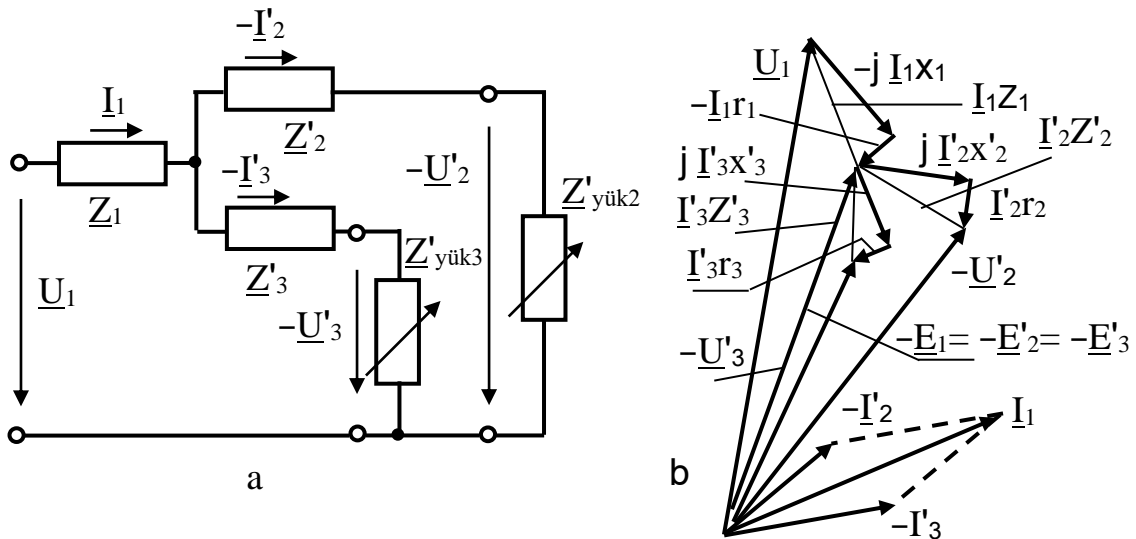 –I'2
I1
Z'2
–I'3
Z1
–U'2
Z'yük2
Z'yük3
Z'3
U1
–U'3
a
U1
–j I1x1
I1Z1
–I1r1
I'2Z'2
j I'3x'3
j I'2x'2
I'3Z'3
I'2r2
I'3r3
–U'2
–U'3
–E1= –E'2= –E'3
–I'2
I1
b
–I'3